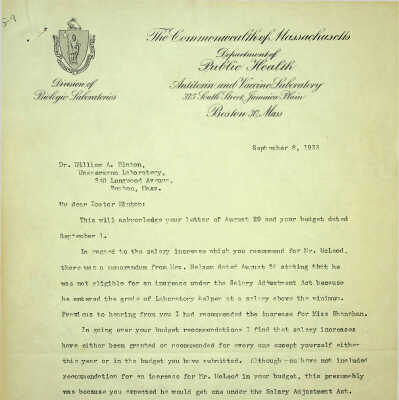 The Commonwealth of Massachusetts
Department of
Public Health
Division of
Biologic Laboratories
Antitoxin and Vaccine Laboratory
375 South Street, Jamaica Plain
Boston 30, Mass
September 8, 1938
Dr. William A. Hinton,
Wassermann Laboratory,
240 Longwood Avenue,
Boston, Mass.
My dear Doctor Hinton:
This will acknowledge your letter of August 29 and your budget dated
September 1.
In regard to the salary increase which you recommend for Mr. McLeod,
there was a memorandum from Mrs. Nelson dated August 31 stating that he
was not eligible for an increase under the Salary Adjustment Act because
he entered the grade of Laboratory Helper at a salary above the minimum.
Previous to hearing from you I had recommended the increase for Miss Shanahan.
In going over your budget recommendations I find that salary increases
have either been granted or recommended for every one except yourself either
this year or in the budget you have submitted. Although you have not included
recommendation for an increase for Mr. McLeod in your budget, this presumably
was because you expected he would get one under the Salary Adjustment Act.